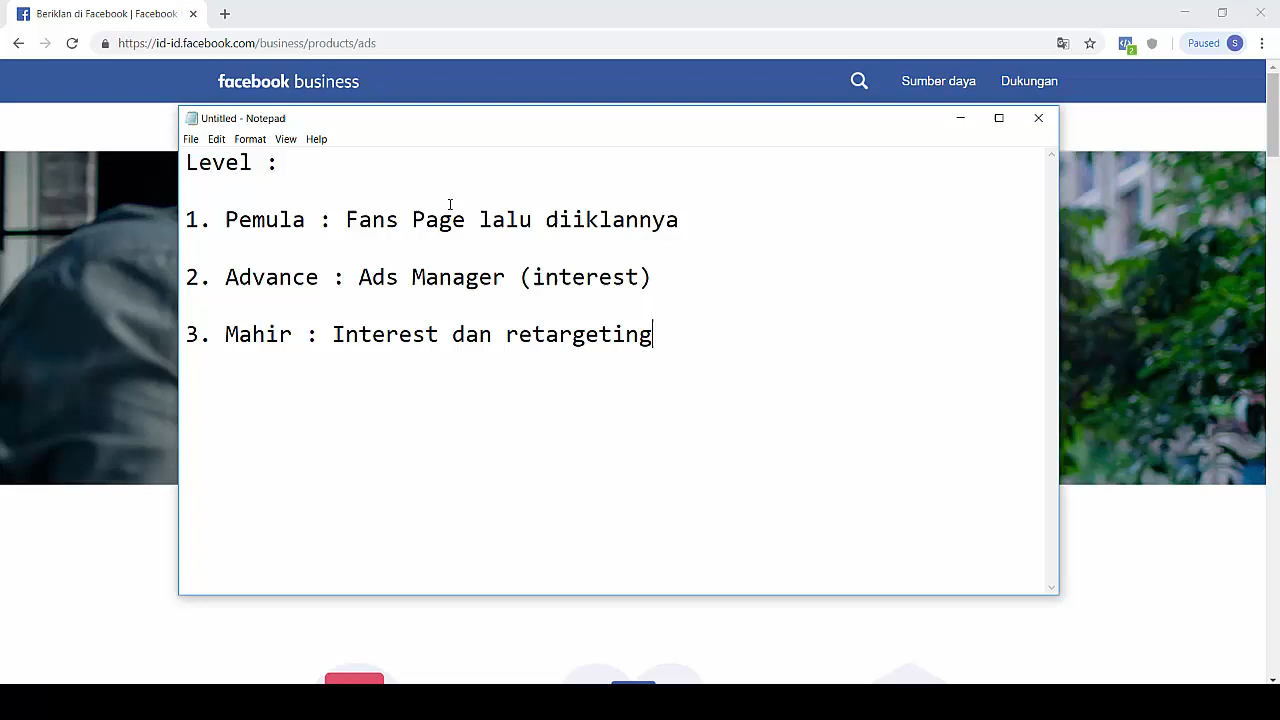 Beriklan di Facebook | Facebook
https://id-id.facebook.com/business/products/ads
2
Paused S
facebook business
Sumber daya Dukungan
Untitled - Notepad
File Edit Format View Help
Level :
1. Pemula : Fans Page lalu diiklannya
2. Advance : Ads Manager (interest)
3. Mahir : Interest dan retargeting